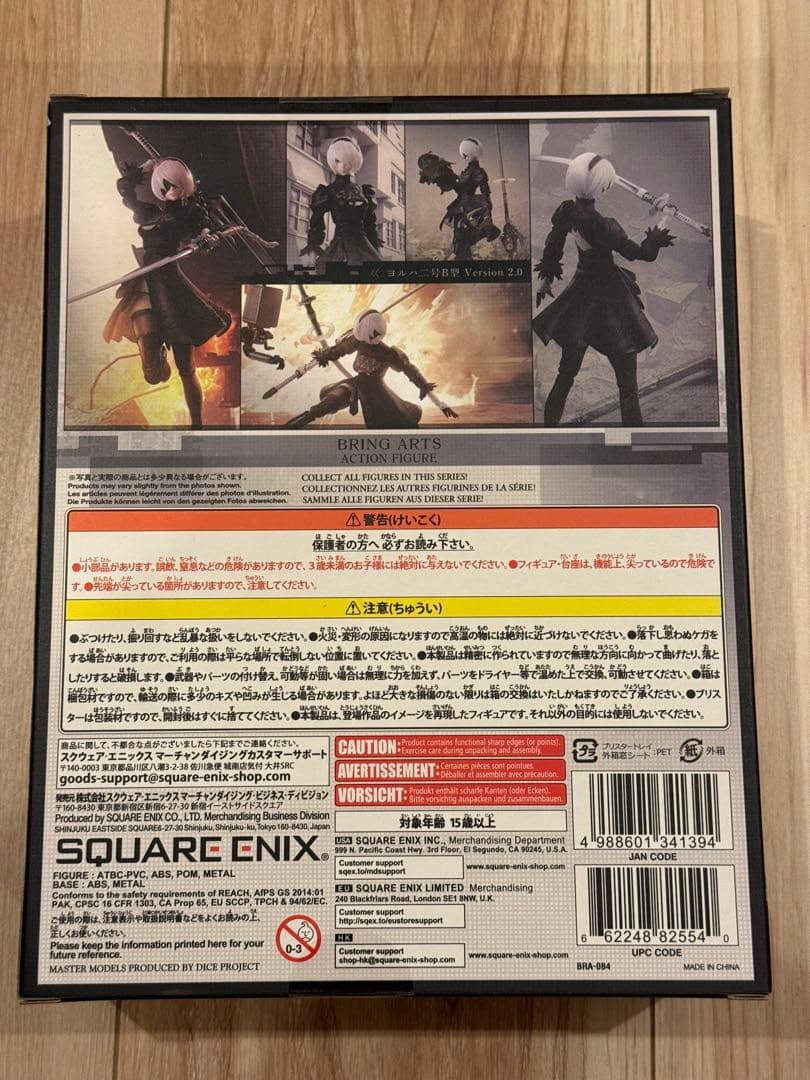 《 ヨルハ二号B型 Version 2.0
BRING ARTS
ACTION FIGURE
※写真と実際の商品とは多少異なる場合がございます。
Products may vary slightly from the photos shown.
Les articles peuvent légèrement différer des photos d'illustration.
Die Produkte können leicht von den gezeigten Fotos abweichen.
COLLECT ALL FIGURES IN THIS SERIES!
COLLECTIONNEZ LES AUTRES FIGURINES DE LA SÉRIE!
SAMMLE ALLE FIGUREN AUS DIESER SERIE!
⚠警告(けいこく)
保護者の方へ 必ずお読み下さい。
●小部品があります。誤飲、窒息などの危険がありますので、3歳未満のお子様には絶対に与えないでください。●フィギュア・台座は、機能上、尖っているので危険で
す。●先端が尖っている箇所がありますので、注意してください。
⚠注意(ちゅうい)
●ぶつけたり、振り回すなど乱暴な扱いをしないでください。●火災・変形の原因になりますので高温の物には絶対に近づけないでください。●落下し思わぬケガを
する場合がありますので、ご利用の際は平らな場所で転倒しない位置に置いてください。●本製品は精密に作られていますので無理な方向に向かって曲げたり、落と
したりすると破損します。●武器やパーツの付け替え、可動等が固い場合は無理に力を加えず、パーツをドライヤー等で温めた上で交換、可動させてください。●箱は
梱包材ですので、輸送の際に多少のキズや凹みが生じる場合があります。よほど大きな損傷のない限りは箱の交換はいたしかねますのでご了承ください。●ブリス
ターは包装材ですので、開封後はすぐに捨ててください。●本製品は、登場作品のイメージを再現したフィギュアです。それ以外の目的には使用しないでください。
商品に関して、不都合な点がございましたら下記までご連絡ください。
スクウェア・エニックス マーチャンダイジングカスタマーサポート
〒140-0003 東京都品川区八潮3-2-38 佐川急便 城南店気付 大井SRC
goods-support@square-enix-shop.com
発売元 株式会社スクウェア・エニックス マーチャンダイジング・ビジネス・ディビジョン
〒160-8430 東京都新宿区新宿6-27-30 新宿イーストサイドスクエア
Produced by SQUARE ENIX CO., LTD. Merchandising Business Division
SHINJUKU EASTSIDE SQUARE6-27-30 Shinjuku, Shinjuku-ku, Tokyo 160-8430, Japan
SQUARE ENIX®
FIGURE : ATBC-PVC, ABS, POM, METAL
BASE : ABS, METAL
Conforms to the safety requirements of REACH, AfPS GS 2014:01
PAK, CPSC 16 CFR 1303, CA Prop 65, EU SCCP, TPCH & 94/62/EC.
ご使用の際は、注意表示や取扱説明書などをよくお読みの上、
正しくお使いください。
Please keep the information printed here for your
future reference.
MASTER MODELS PRODUCED BY DICE PROJECT
0-3
CAUTION • Product contains functional sharp edges (or points).
• Exercise care during unpacking and assembly.
AVERTISSEMENT • Certaines pièces sont pointues.
• Déballer et assembler avec précaution.
VORSICHT • Produkt enthält scharfe Kanten (oder Ecken).
• Bitte vorsichtig auspacken und zusammenbauen.
対象年齢 15歳以上
USA SQUARE ENIX INC., Merchandising Department
999 N. Pacific Coast Hwy. 3rd Floor, El Segundo, CA 90245, U.S.A.
Customer support
sqex.to/mdsupport
www.square-enix-shop.com
EU SQUARE ENIX LIMITED Merchandising
240 Blackfriars Road, London SE1 8NW, U.K.
Customer support
http://sqex.to/eustoresupport
HK
Customer support
shop-hk@square-enix-shop.com
www.square-enix-shop.com
プラ
ブリスタートレイ
外箱窓シート : PET
紙
外箱
4 988601 341394
JAN CODE
6 62248 82554 0
UPC CODE
BRA-084
MADE IN CHINA